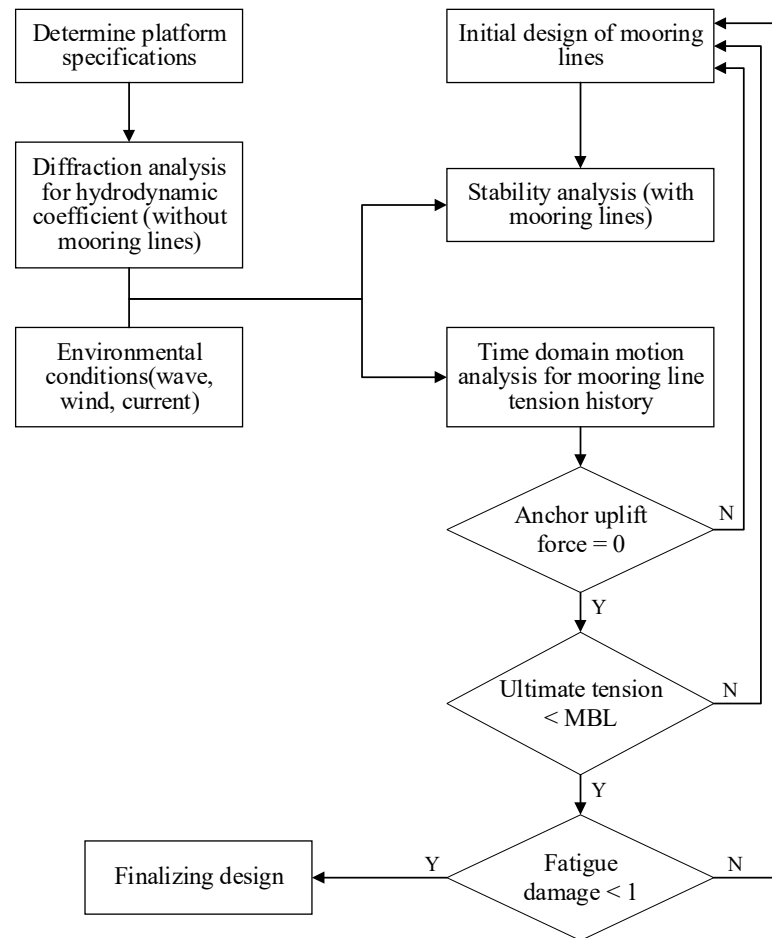 Determine platform
specifications
Initial design of mooring
lines
Diffraction analysis
for hydrodynamic
coefficient (without
mooring lines)
Stability analysis (with
mooring lines)
Environmental
conditions(wave,
wind, current)
Time domain motion
analysis for mooring line
tension history
Anchor uplift
force = 0
N
Y
Ultimate tension
< MBL
N
Y
Fatigue
damage < 1
N
Y
Finalizing design